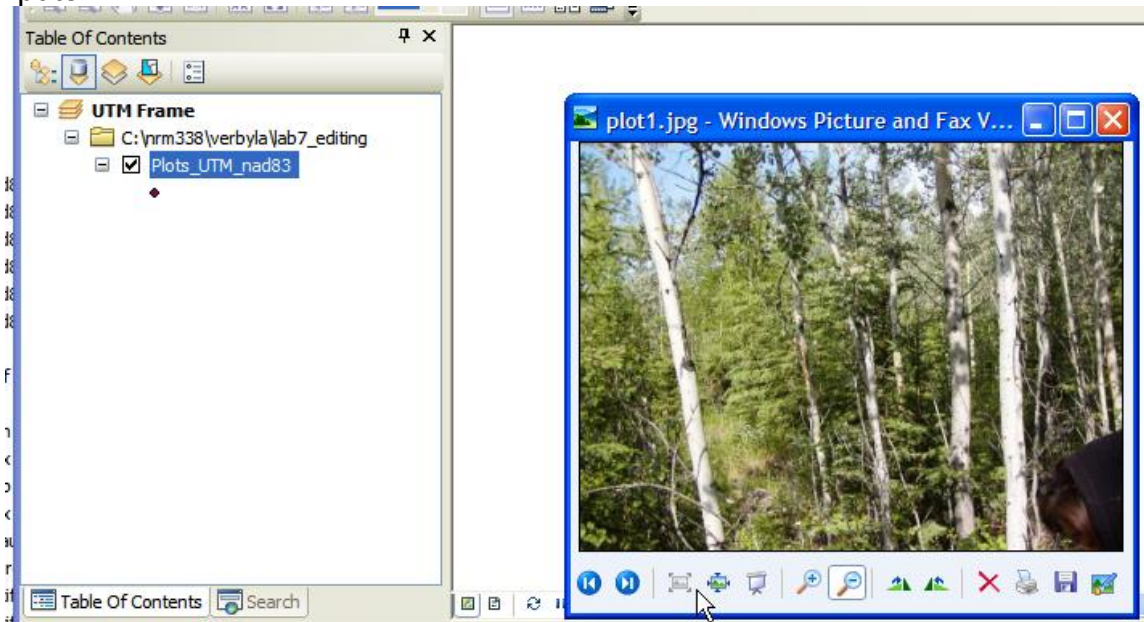 Table Of Contents
UTM Frame
C:\nrm338\verbyla\lab7_editing
Plots_UTM_nad83
Table Of Contents
Search
plot1.jpg - Windows Picture and Fax V...